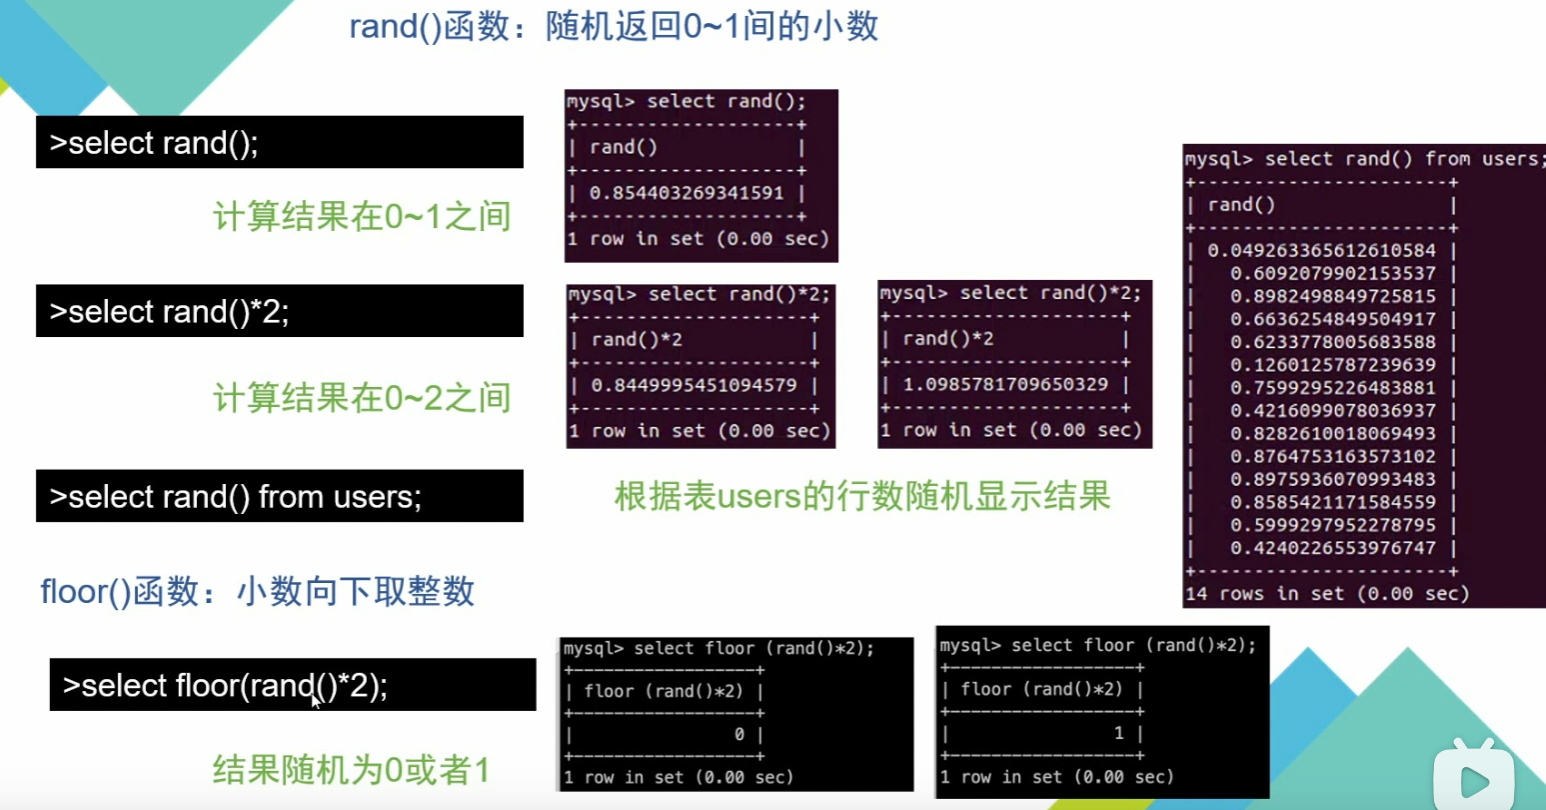 rand()函数：随机返回0~1间的小数
>select rand();
计算结果在0~1之间
mysql> select rand();
+--------------------+
| rand()             |
+--------------------+
| 0.854403269341591 |
+--------------------+
1 row in set (0.00 sec)
>select rand()*2;
计算结果在0~2之间
mysql> select rand()*2;
+--------------------+
| rand()*2           |
+--------------------+
| 0.8449995451094579 |
+--------------------+
1 row in set (0.00 sec)
mysql> select rand()*2;
+--------------------+
| rand()*2           |
+--------------------+
| 1.0985781709650329 |
+--------------------+
1 row in set (0.00 sec)
>select rand() from users;
根据表users的行数随机显示结果
mysql> select rand() from users;
+----------------------+
| rand()               |
+----------------------+
| 0.049263365612610584 |
|   0.6092079902153537 |
|   0.8982498849725815 |
|   0.6636254849504917 |
|   0.6233778005683588 |
|   0.1260125787239639 |
|   0.7599295226483881 |
|   0.4216099078036937 |
|   0.8282610018069493 |
|   0.8764753163573102 |
|   0.8975936070993483 |
|   0.8585421171584559 |
|   0.5999297952278795 |
|   0.4240226553976747 |
+----------------------+
14 rows in set (0.00 sec)
floor()函数：小数向下取整数
>select floor(rand()*2);
结果随机为0或者1
mysql> select floor (rand()*2);
+------------------+
| floor (rand()*2) |
+------------------+
|                0 |
+------------------+
1 row in set (0.00 sec)
mysql> select floor (rand()*2);
+------------------+
| floor (rand()*2) |
+------------------+
|                1 |
+------------------+
1 row in set (0.00 sec)